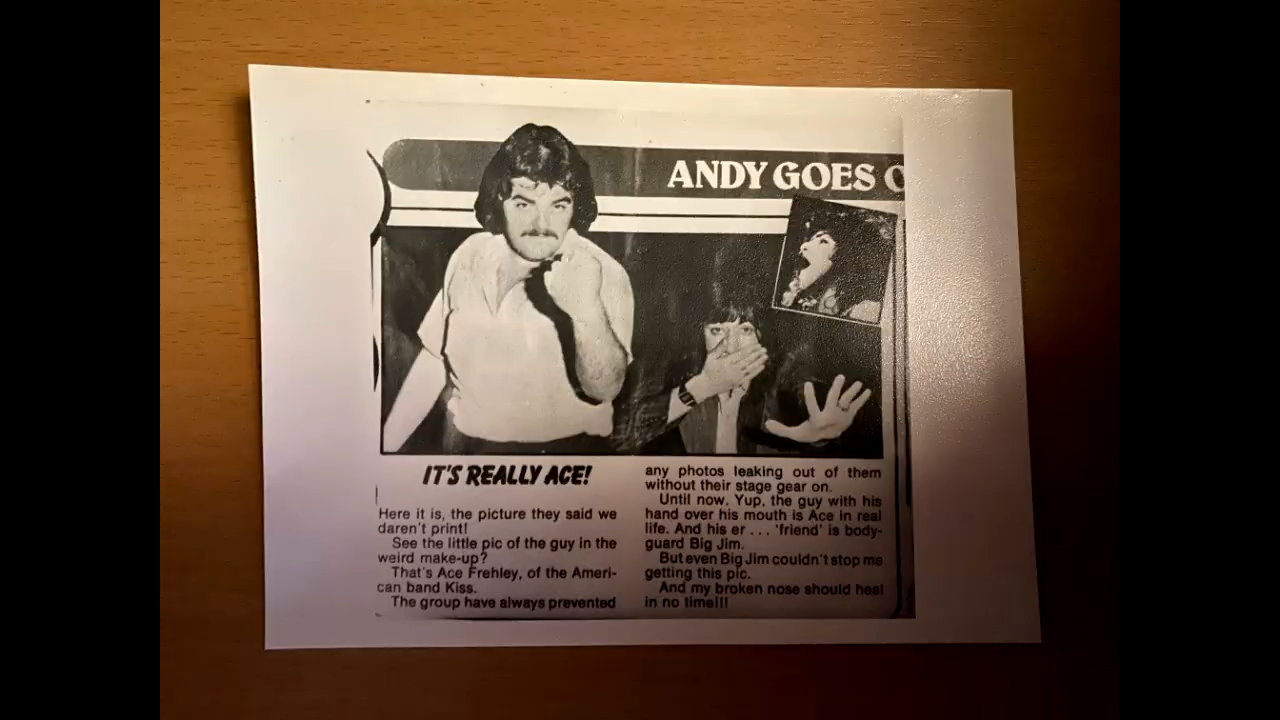 ANDY GOES
IT'S REALLY ACE!
Here it is, the picture they said we
daren't print!
See the little pic of the guy in the
weird make-up?
That's Ace Frehley, of the Ameri-
can band Kiss.
The group have always prevented
any photos leaking out of them
without their stage gear on.
Until now. Yup, the guy with his
hand over his mouth is Ace in real
life. And his er . . . 'friend' is body-
guard Big Jim.
But even Big Jim couldn't stop me
getting this pic.
And my broken nose should heal
in no time!!!